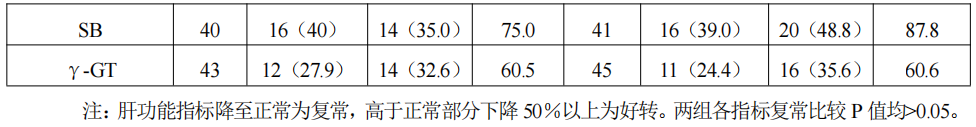 SB 40 16（40） 14（35.0） 75.0 41 16（39.0） 20（48.8） 87.8
γ-GT 43 12（27.9） 14（32.6） 60.5 45 11（24.4） 16（35.6） 60.6
注：肝功能指标降至正常为复常，高于正常部分下降 50%以上为好转。两组各指标复常比较 P 值均>0.05。